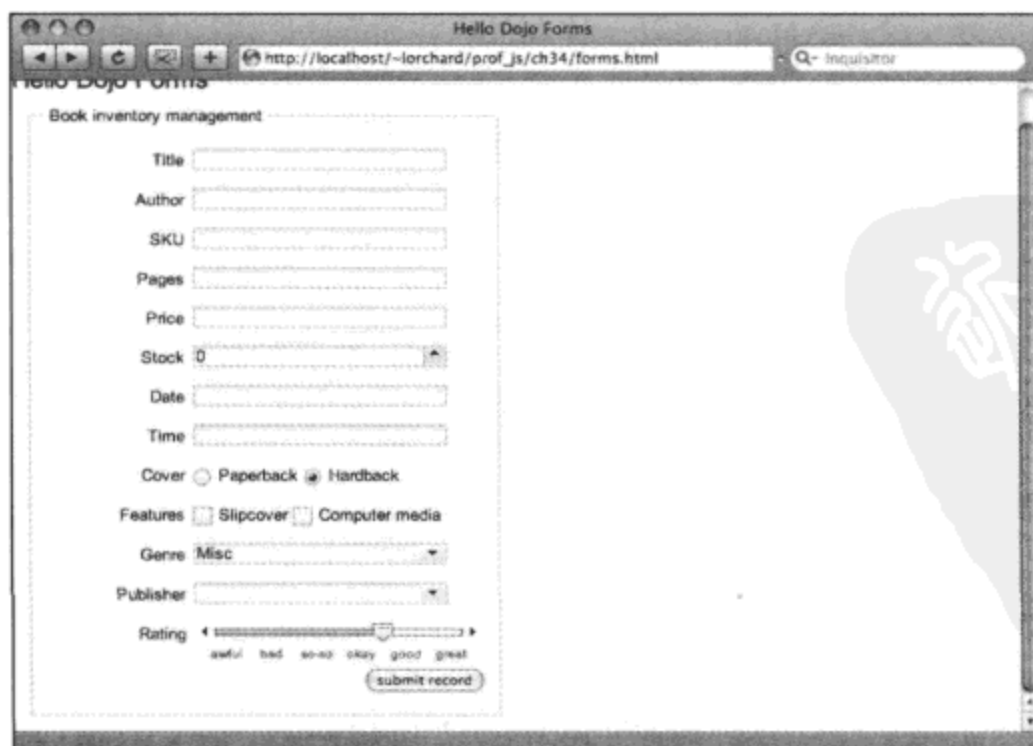 Hello Dojo Forms
http://localhost/~lorchard/prof_js/ch34/forms.html
Inquisitor
Hello Dojo Forms
Book inventory management
Title
Author
SKU
Pages
Price
Stock 0
Date
Time
Cover Paperback Hardback
Features Slipcover Computer media
Genre Misc
Publisher
Rating
awful bad so-so okay good great
submit record